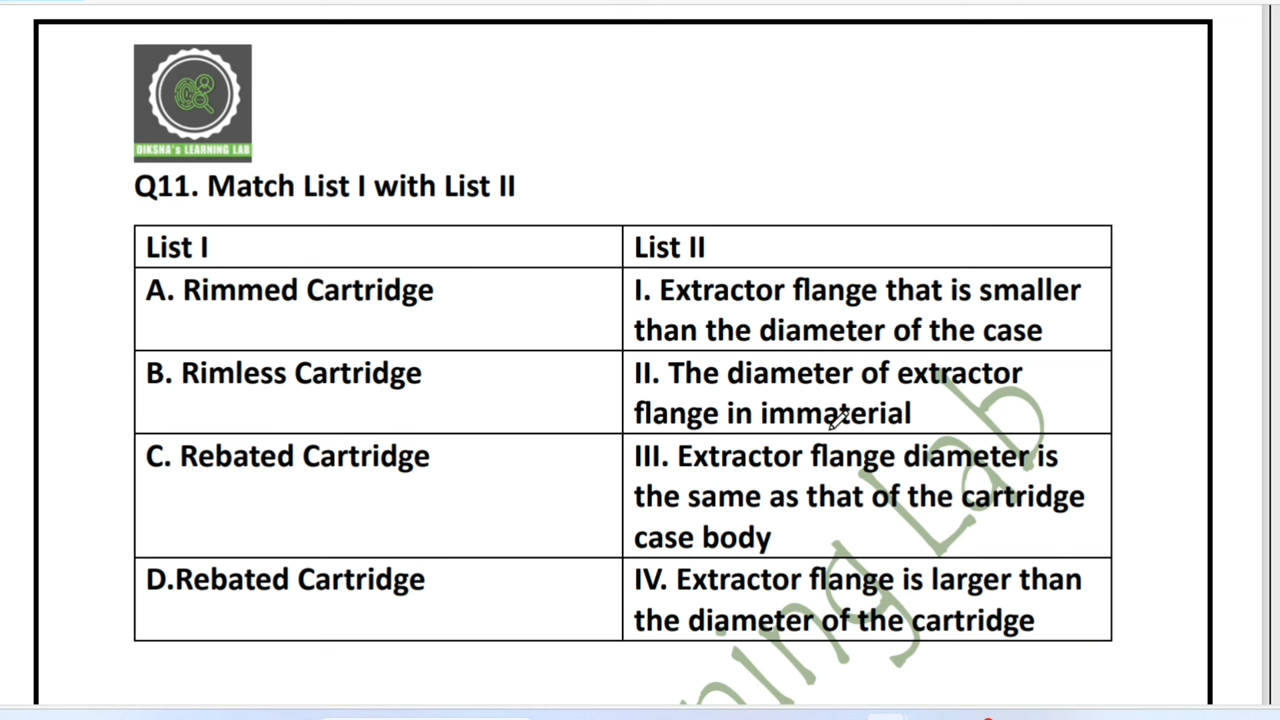 DIKSHA's LEARNING LAB
Q11. Match List I with List II
List I
List II
A. Rimmed Cartridge
I. Extractor flange that is smaller
than the diameter of the case
B. Rimless Cartridge
II. The diameter of extractor
flange in immaterial
C. Rebated Cartridge
III. Extractor flange diameter is
the same as that of the cartridge
case body
D.Rebated Cartridge
IV. Extractor flange is larger than
the diameter of the cartridge
ning Lab